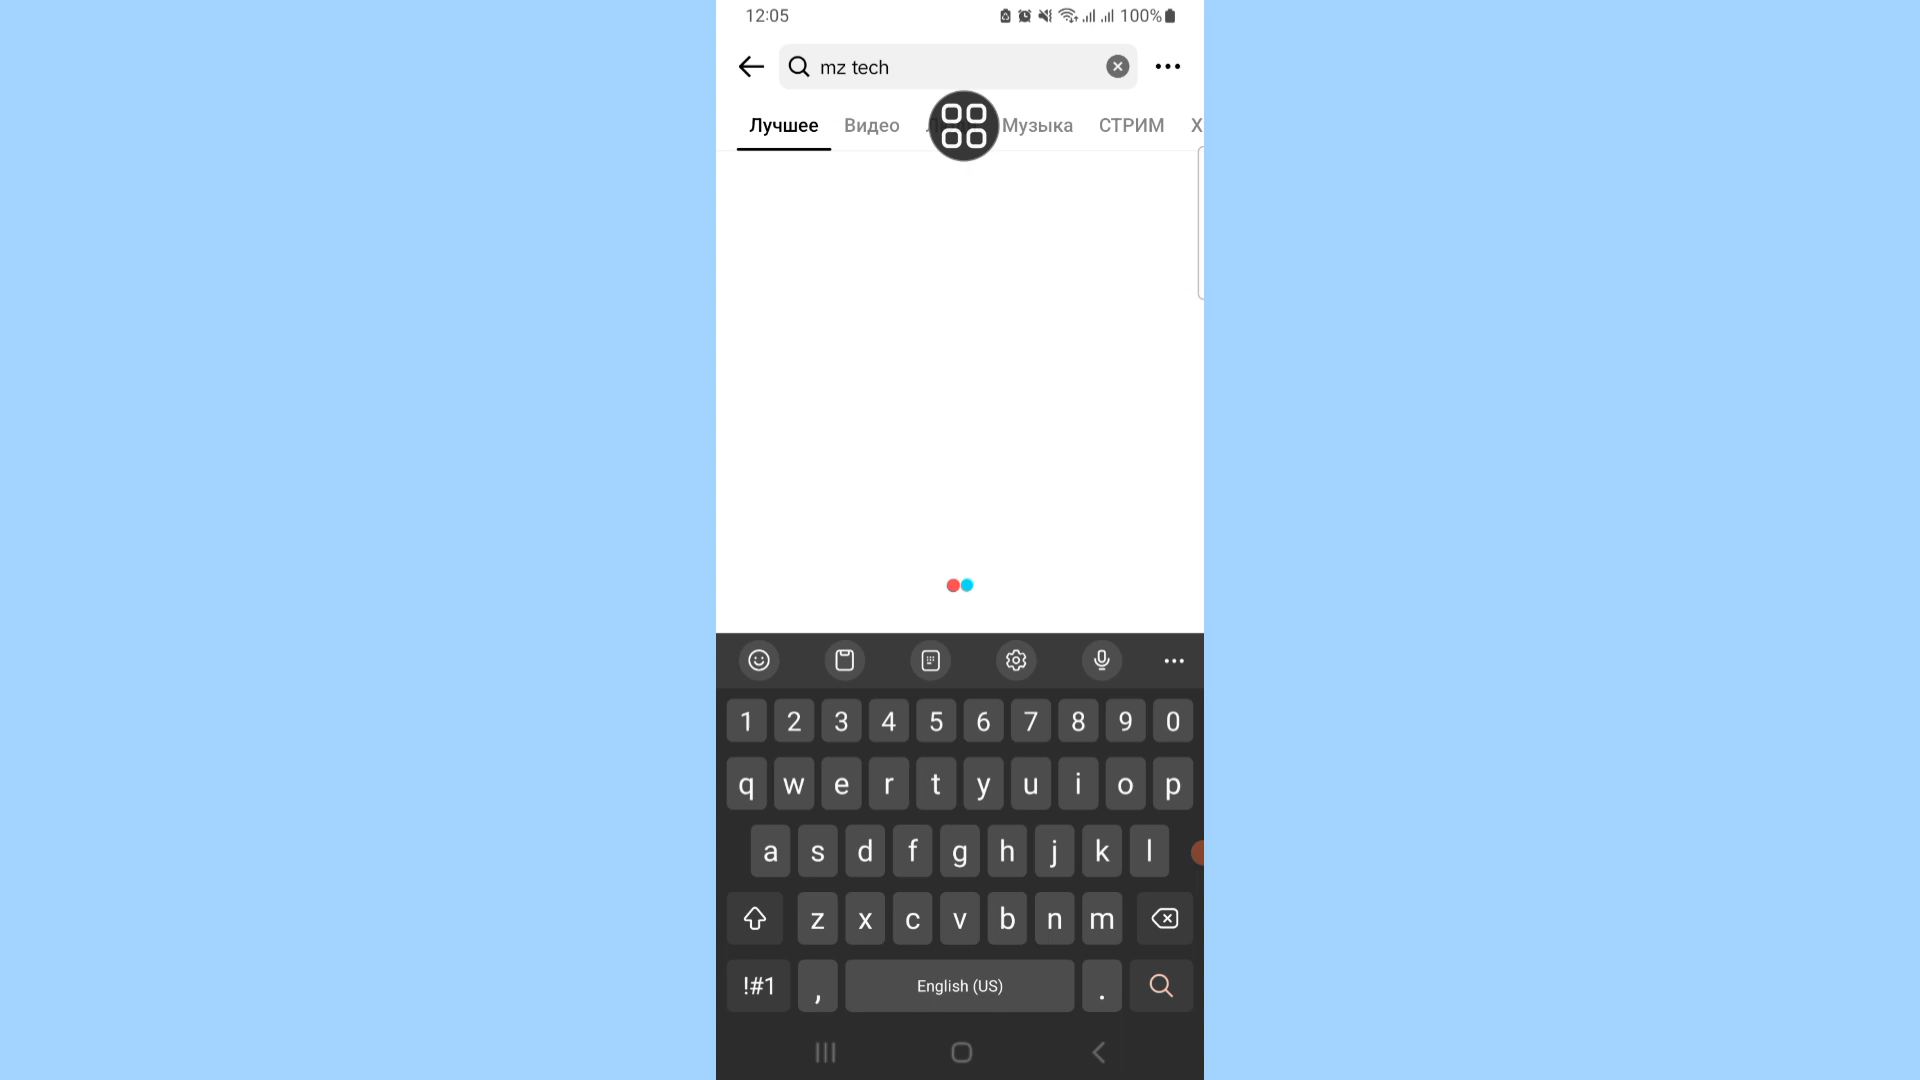 12:05 100%
mz tech
Лучшее Видео Музыка СТРИМ Х
1 2 3 4 5 6 7 8 9 0
q w e r t y u i o p
a s d f g h j k l
z x c v b n m
!#1 , English (US) .